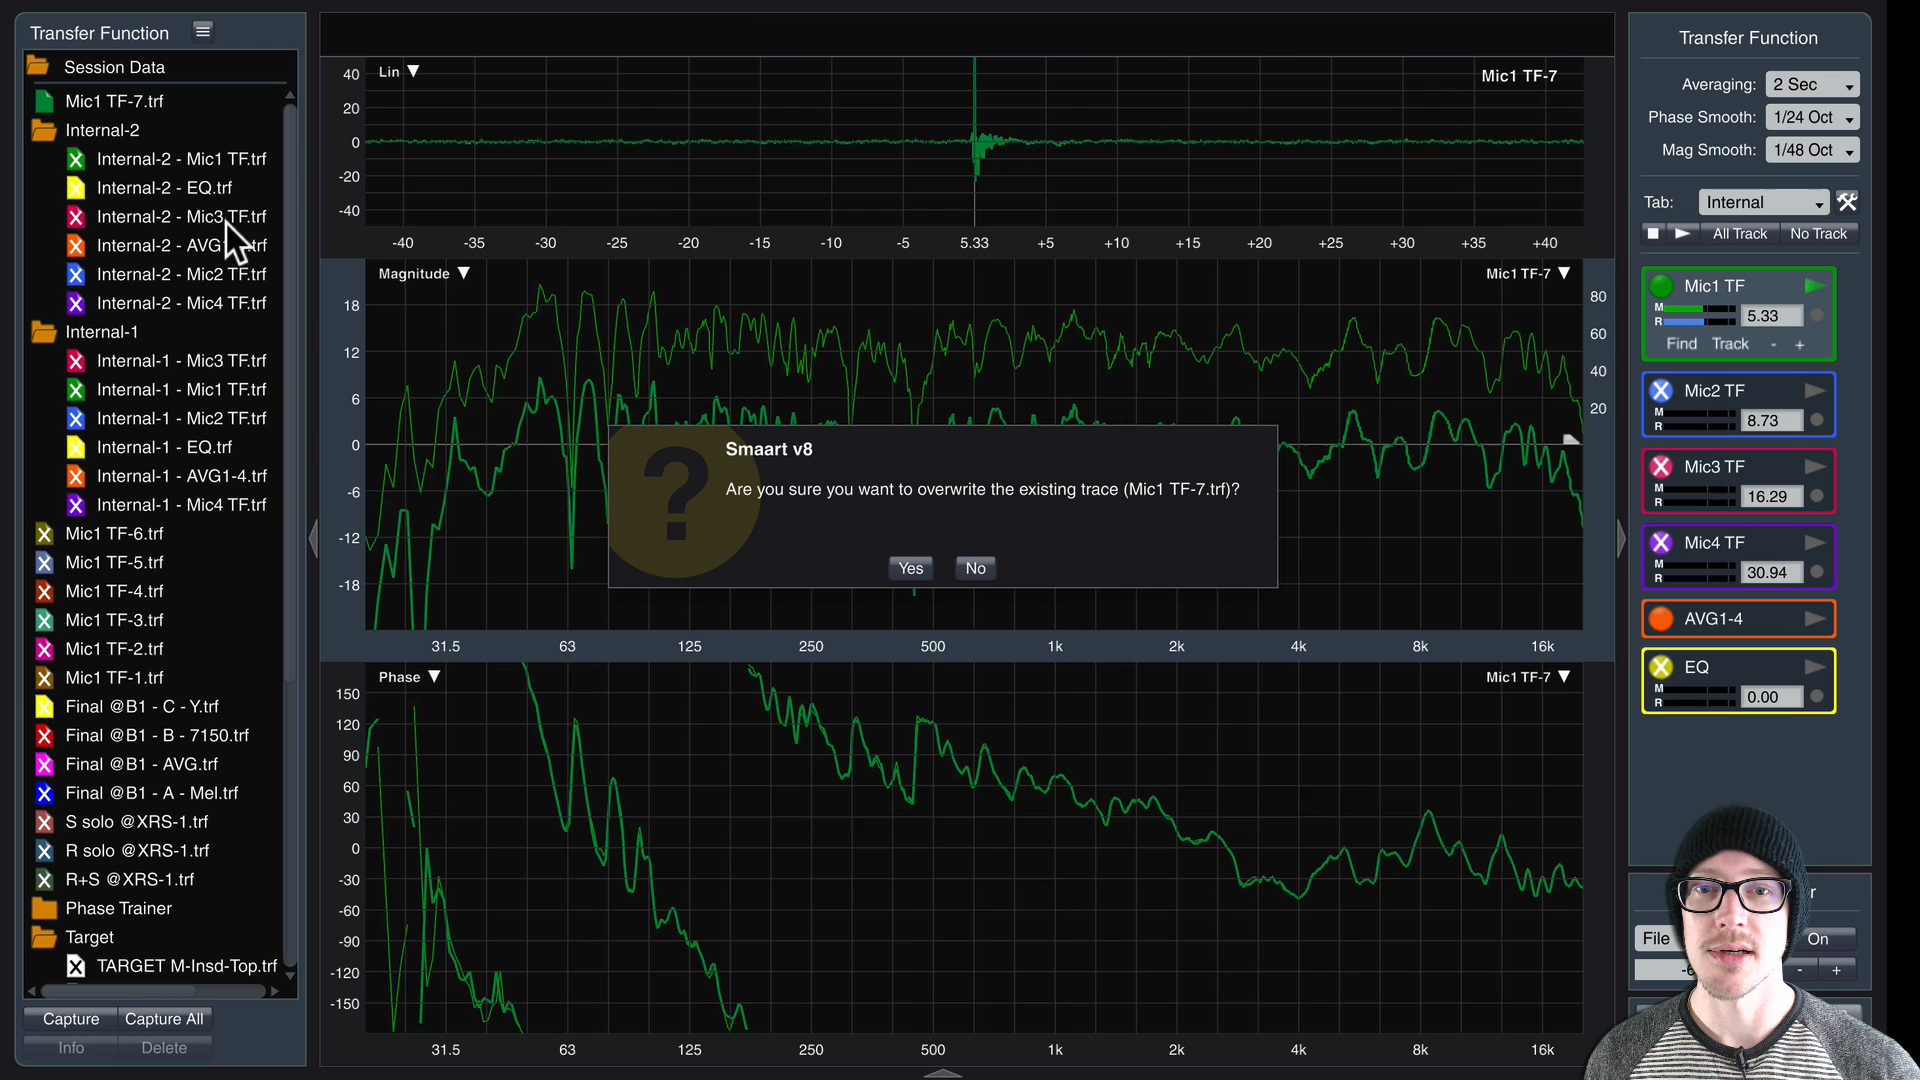 Transfer Function
Session Data
Mic1 TF-7.trf
Internal-2
Internal-2 - Mic1 TF.trf
Internal-2 - EQ.trf
Internal-2 - Mic3 TF.trf
Internal-2 - AVG trf
Internal-2 - Mic2 TF.trf
Internal-2 - Mic4 TF.trf
Internal-1
Internal-1 - Mic3 TF.trf
Internal-1 - Mic1 TF.trf
Internal-1 - Mic2 TF.trf
Internal-1 - EQ.trf
Internal-1 - AVG1-4.trf
Internal-1 - Mic4 TF.trf
Mic1 TF-6.trf
Mic1 TF-5.trf
Mic1 TF-4.trf
Mic1 TF-3.trf
Mic1 TF-2.trf
Mic1 TF-1.trf
Final @B1 - C - Y.trf
Final @B1 - B - 7150.trf
Final @B1 - AVG.trf
Final @B1 - A - Mel.trf
S solo @XRS-1.trf
R solo @XRS-1.trf
R+S @XRS-1.trf
Phase Trainer
Target
TARGET M-Insd-Top.trf
Capture Capture All
Info Delete
Lin
Mic1 TF-7
40
20
0
-20
-40
-40 -35 -30 -25 -20 -15 -10 -5 5.33 +5 +10 +15 +20 +25 +30 +35 +40
Magnitude
Mic1 TF-7
18
12
6
0
-6
-12
-18
80
60
40
20
31.5 63 125 250 500 1k 2k 4k 8k 16k
?
Smaart v8
Are you sure you want to overwrite the existing trace (Mic1 TF-7.trf)?
Yes No
Phase
Mic1 TF-7
150
120
90
60
30
0
-30
-60
-90
-120
-150
31.5 63 125 250 500 1k 2k 4k 8k 16k
Transfer Function
Averaging: 2 Sec
Phase Smooth: 1/24 Oct
Mag Smooth: 1/48 Oct
Tab: Internal
All Track No Track
Mic1 TF
M
R
5.33
Find Track - +
Mic2 TF
M
R
8.73
Mic3 TF
M
R
16.29
Mic4 TF
M
R
30.94
AVG1-4
EQ
M
R
0.00
r
File
On
- +